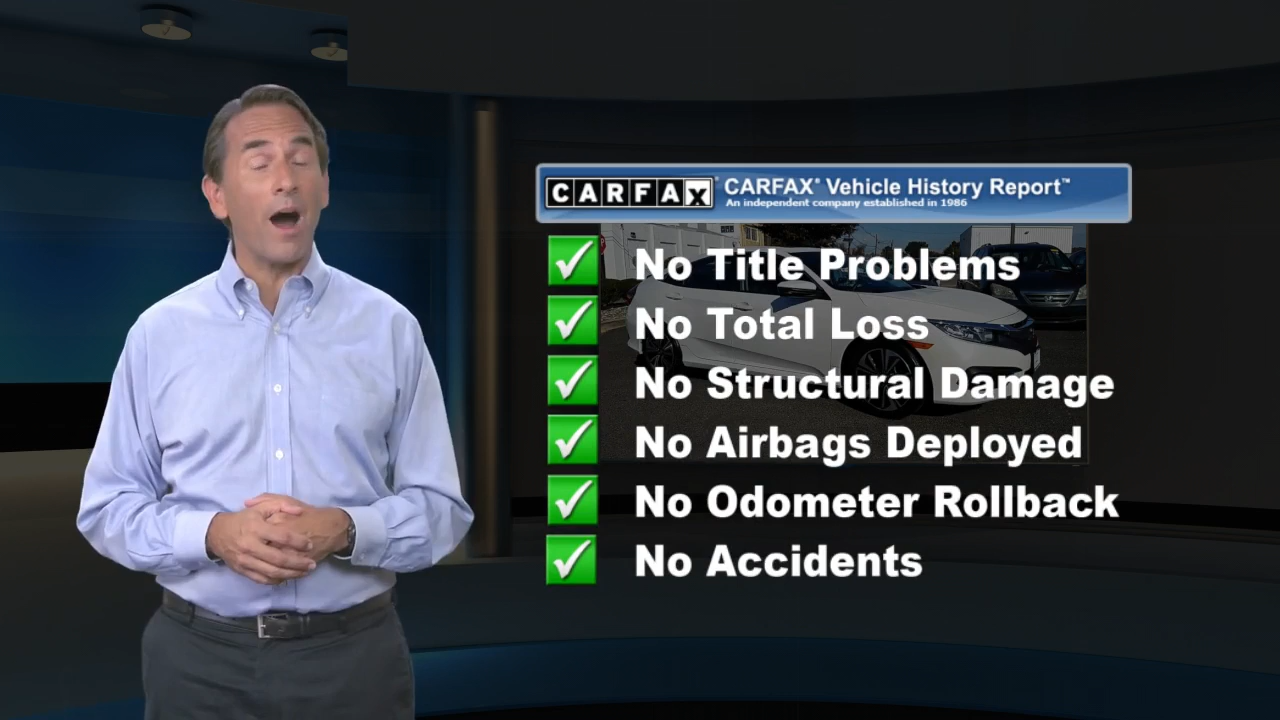 CARFAX CARFAX® Vehicle History Report™
An independent company established in 1986
No Title Problems
No Total Loss
No Structural Damage
No Airbags Deployed
No Odometer Rollback
No Accidents